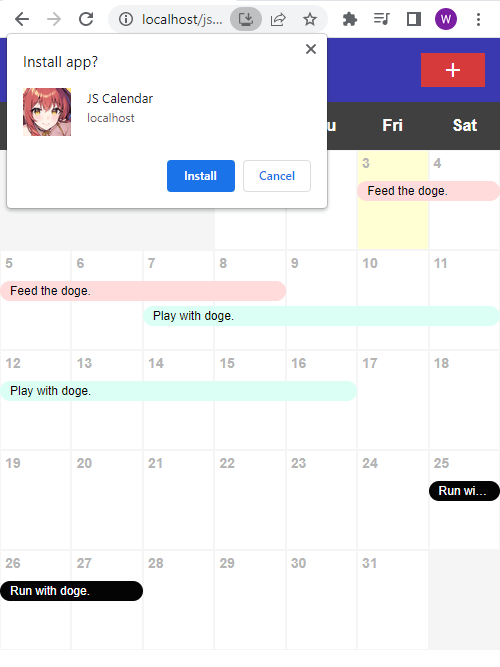 localhost/js...
W
Install app?
JS Calendar
localhost
Install
Cancel
u
Fri
Sat
3
4
Feed the doge.
5
6
7
8
9
10
11
Feed the doge.
Play with doge.
12
13
14
15
16
17
18
Play with doge.
19
20
21
22
23
24
25
Run wi...
26
27
28
29
30
31
Run with doge.